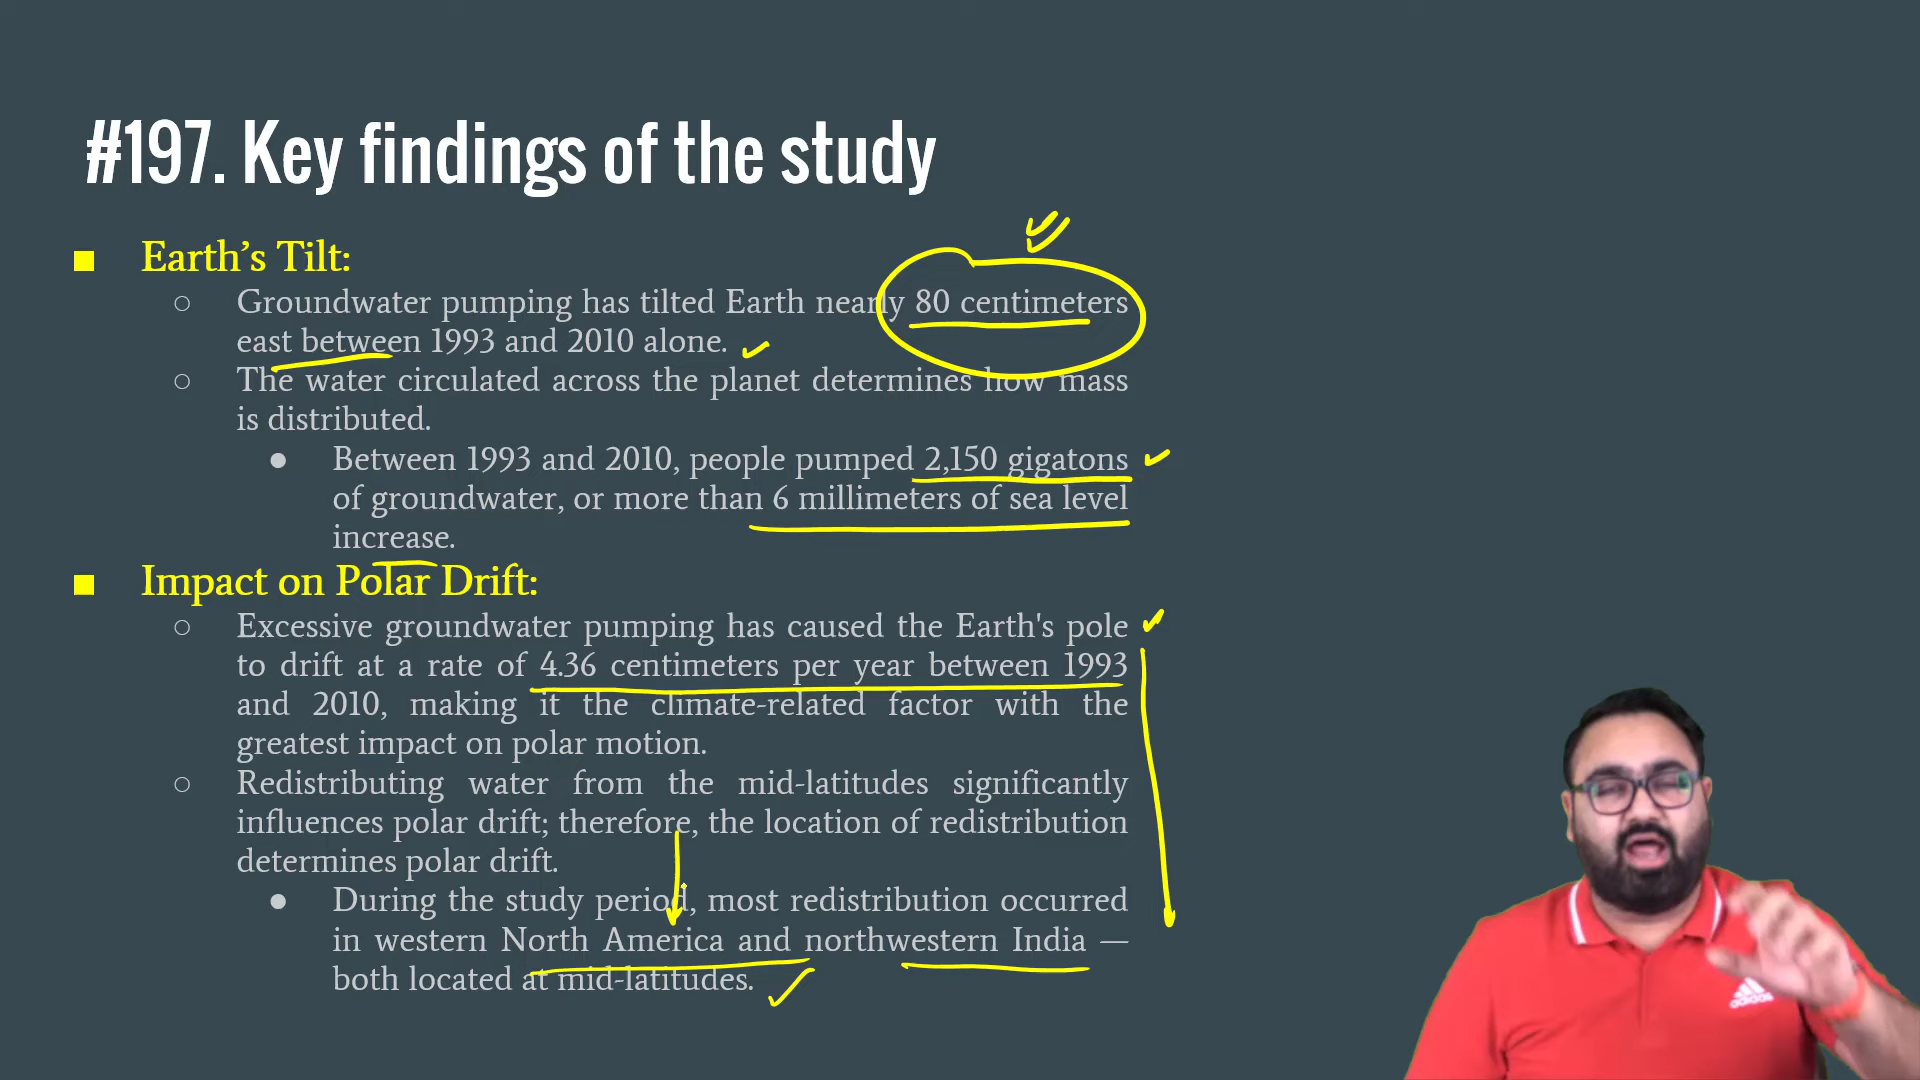 #197. Key findings of the study
Earth's Tilt:
Groundwater pumping has tilted Earth nearly 80 centimeters
east between 1993 and 2010 alone.
The water circulated across the planet determines how mass
is distributed.
Between 1993 and 2010, people pumped 2,150 gigatons
of groundwater, or more than 6 millimeters of sea level
increase.
Impact on Polar Drift:
Excessive groundwater pumping has caused the Earth's pole
to drift at a rate of 4.36 centimeters per year between 1993
and 2010, making it the climate-related factor with the
greatest impact on polar motion.
Redistributing water from the mid-latitudes significantly
influences polar drift; therefore, the location of redistribution
determines polar drift.
During the study period, most redistribution occurred
in western North America and northwestern India —
both located at mid-latitudes.
adidas